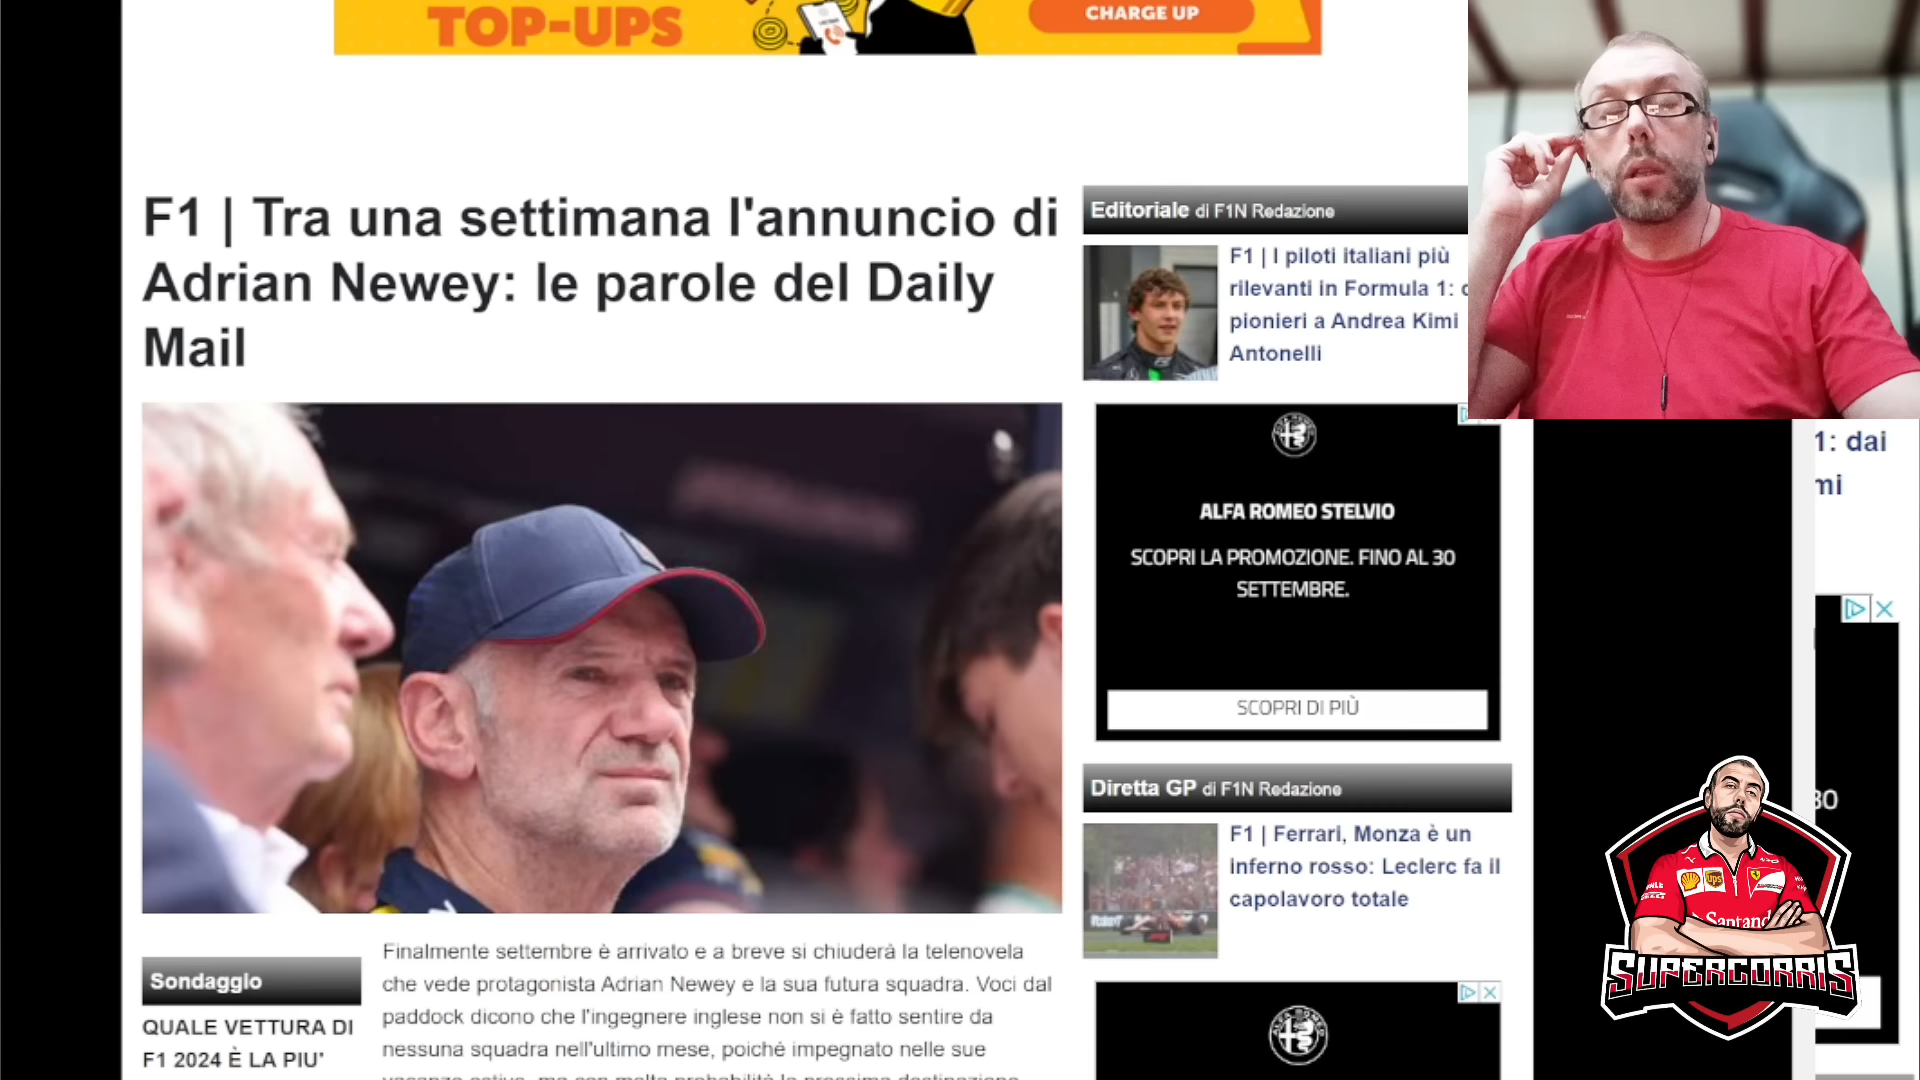 TOP-UPS
CHARGE UP
F1 | Tra una settimana l'annuncio di
Adrian Newey: le parole del Daily
Mail
Finalmente settembre è arrivato e a breve si chiuderà la telenovela
che vede protagonista Adrian Newey e la sua futura squadra. Voci dal
paddock dicono che l'ingegnere inglese non si è fatto sentire da
nessuna squadra nell'ultimo mese, poiché impegnato nelle sue
Sondaggio
QUALE VETTURA DI
F1 2024 È LA PIU'
Editoriale di F1N Redazione
F1 | I piloti italiani più
rilevanti in Formula 1: d
pionieri a Andrea Kimi
Antonelli
ALFA ROMEO STELVIO
SCOPRI LA PROMOZIONE. FINO AL 30
SETTEMBRE.
SCOPRI DI PIÙ
Diretta GP di F1N Redazione
F1 | Ferrari, Monza è un
inferno rosso: Leclerc fa il
capolavoro totale
1: dai
mi
30
ups
Santand
SUPERCORRIS